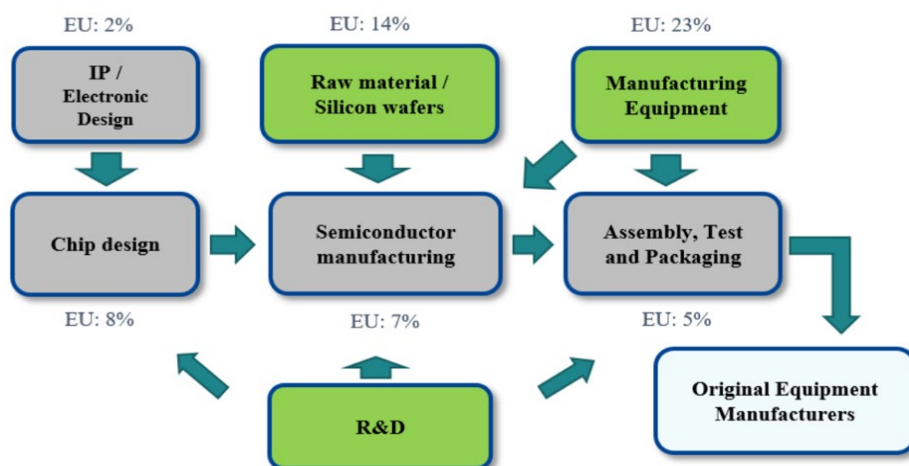 EU: 2%
EU: 14%
EU: 23%
IP /
Electronic
Design
Raw material /
Silicon wafers
Manufacturing
Equipment
Chip design
Semiconductor
manufacturing
Assembly, Test
and Packaging
EU: 8%
EU: 7%
EU: 5%
R&D
Original Equipment
Manufacturers